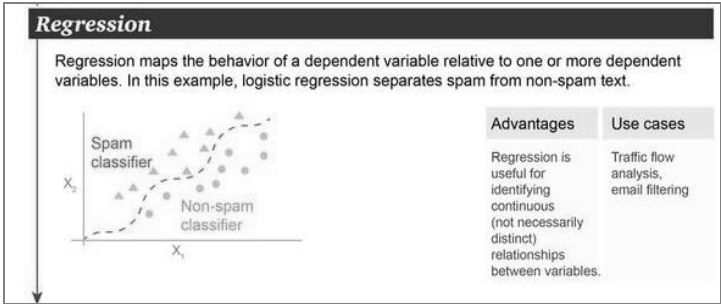 Regression
Regression maps the behavior of a dependent variable relative to one or more dependent
variables. In this example, logistic regression separates spam from non-spam text.
Spam
classifier
X₂
Non-spam
classifier
X₁
Advantages
Regression is
useful for
identifying
continuous
(not necessarily
distinct)
relationships
between variables.
Use cases
Traffic flow
analysis,
email filtering